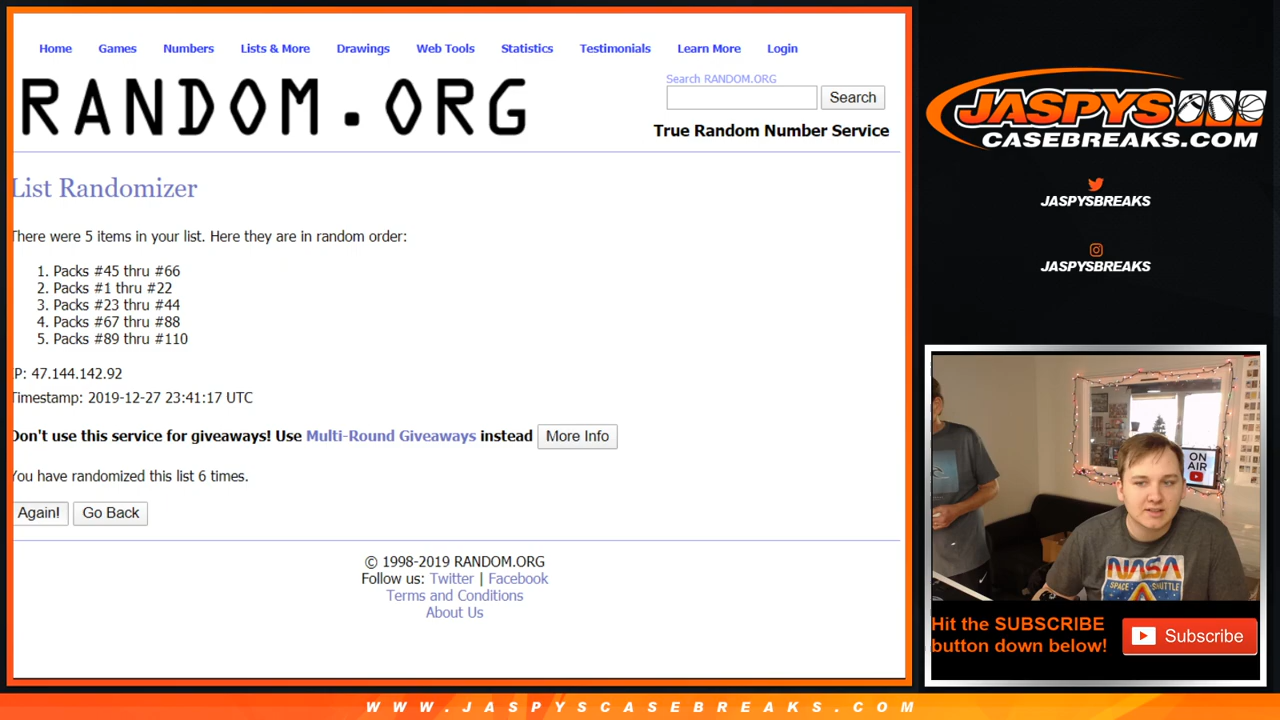 Home Games Numbers Lists & More Drawings Web Tools Statistics Testimonials Learn More Login
RANDOM.ORG
Search RANDOM.ORG
Search
True Random Number Service
List Randomizer
There were 5 items in your list. Here they are in random order:
1. Packs #45 thru #66
2. Packs #1 thru #22
3. Packs #23 thru #44
4. Packs #67 thru #88
5. Packs #89 thru #110
IP: 47.144.142.92
Timestamp: 2019-12-27 23:41:17 UTC
Don't use this service for giveaways! Use Multi-Round Giveaways instead More Info
You have randomized this list 6 times.
Again! Go Back
© 1998-2019 RANDOM.ORG
Follow us: Twitter | Facebook
Terms and Conditions
About Us
JASPYS
CASEBREAKS.COM
JASPYSBREAKS
JASPYSBREAKS
ON
AIR
NASA
SPACE SHUTTLE
Hit the SUBSCRIBE
button down below!
Subscribe
WWW.JASPYSCASEBREAKS.COM